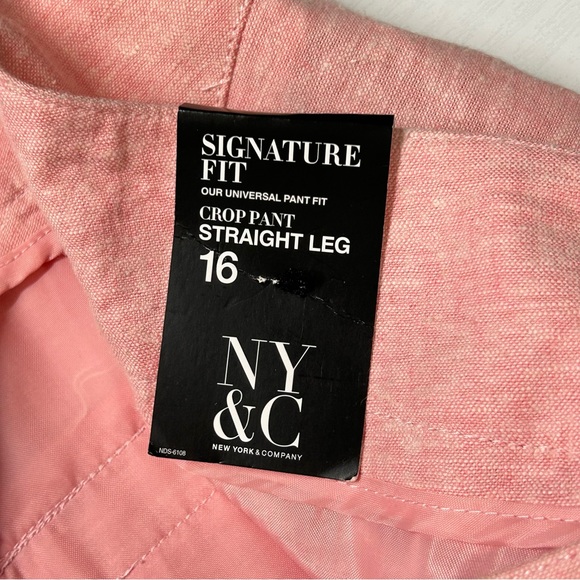 SIGNATURE
FIT
OUR UNIVERSAL PANT FIT
CROP PANT
STRAIGHT LEG
16
NY
&C
NEW YORK & COMPANY
NDS-6108